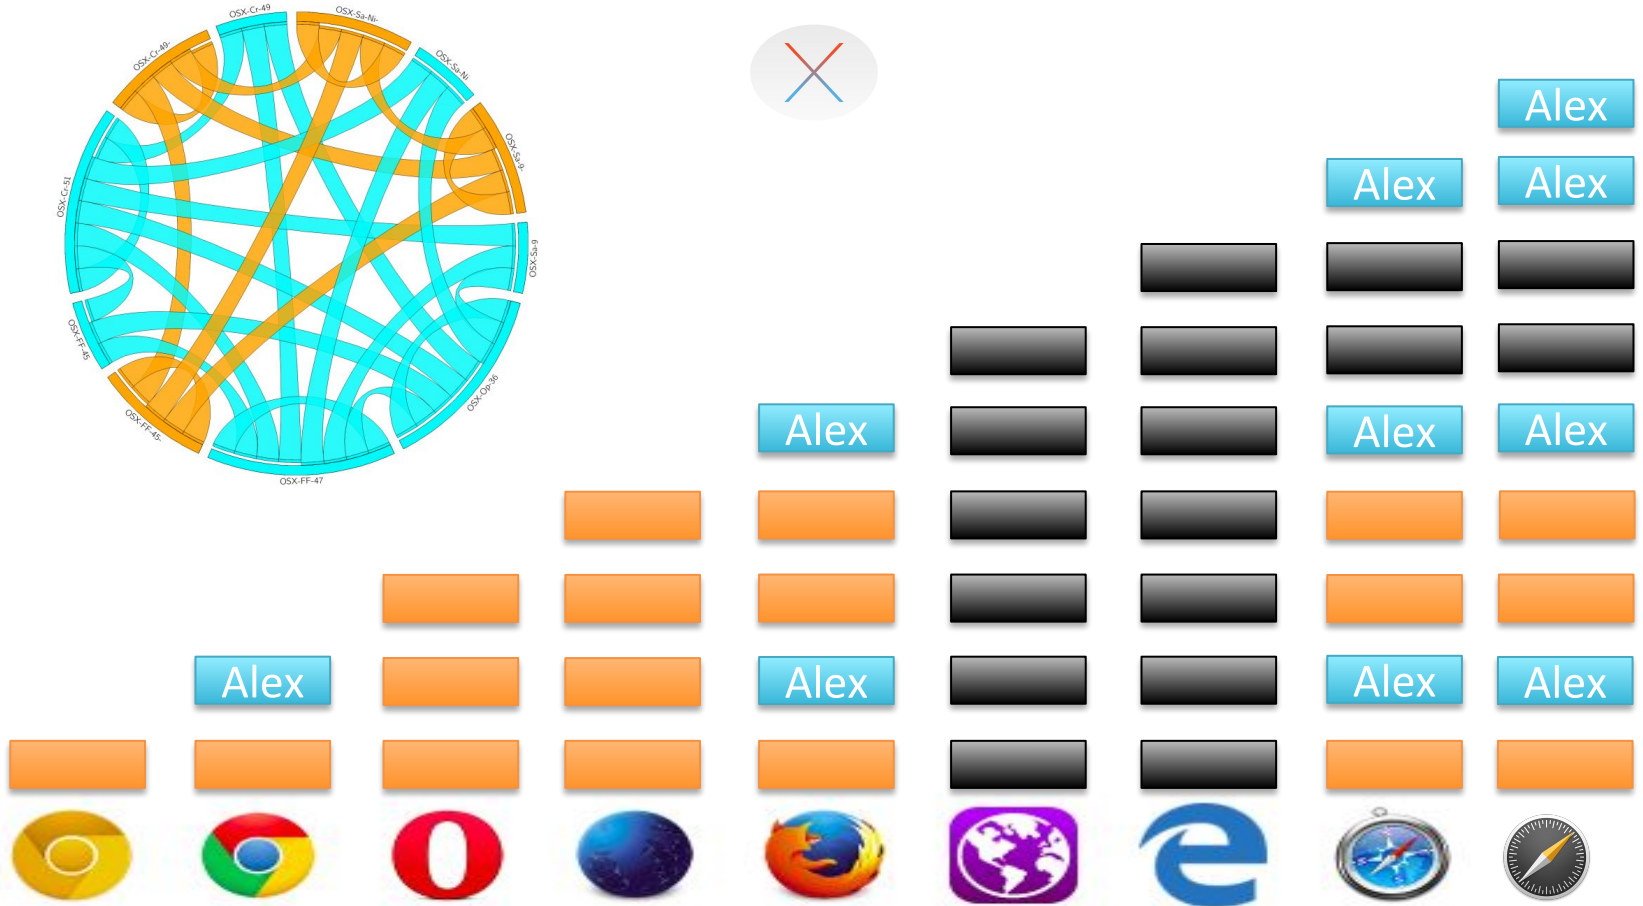 OSX-Cr-49
OSX-Sa-Ni-
OSX-Cr-49-
OSX-Sa-Ni
OSX-Sa-9-
OSX-Cr-51
OSX-Sa-9
OSX-FF-45
OSX-Op-36
OSX-FF-45-
OSX-FF-47
Alex
Alex
Alex
Alex
Alex
Alex
Alex
Alex
Alex
Alex